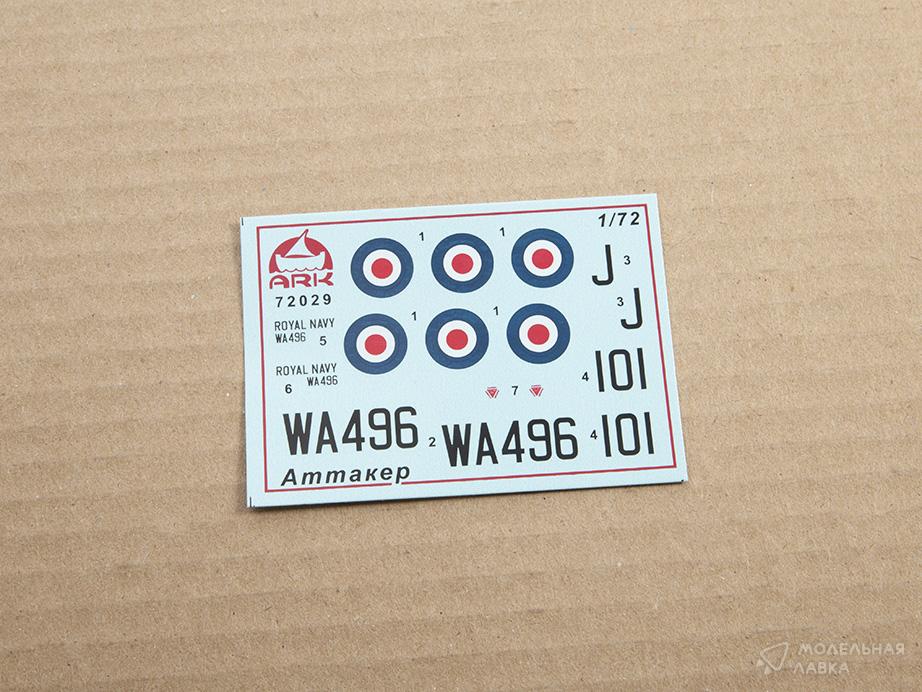 1/72
ARK
72029
1
1
1
J 3
3 J
ROYAL NAVY
WA496 5
ROYAL NAVY
6 WA496
7
4 101
WA496 2
WA496
4 101
Аттакер
МОДЕЛЬНАЯ
ЛАВКА